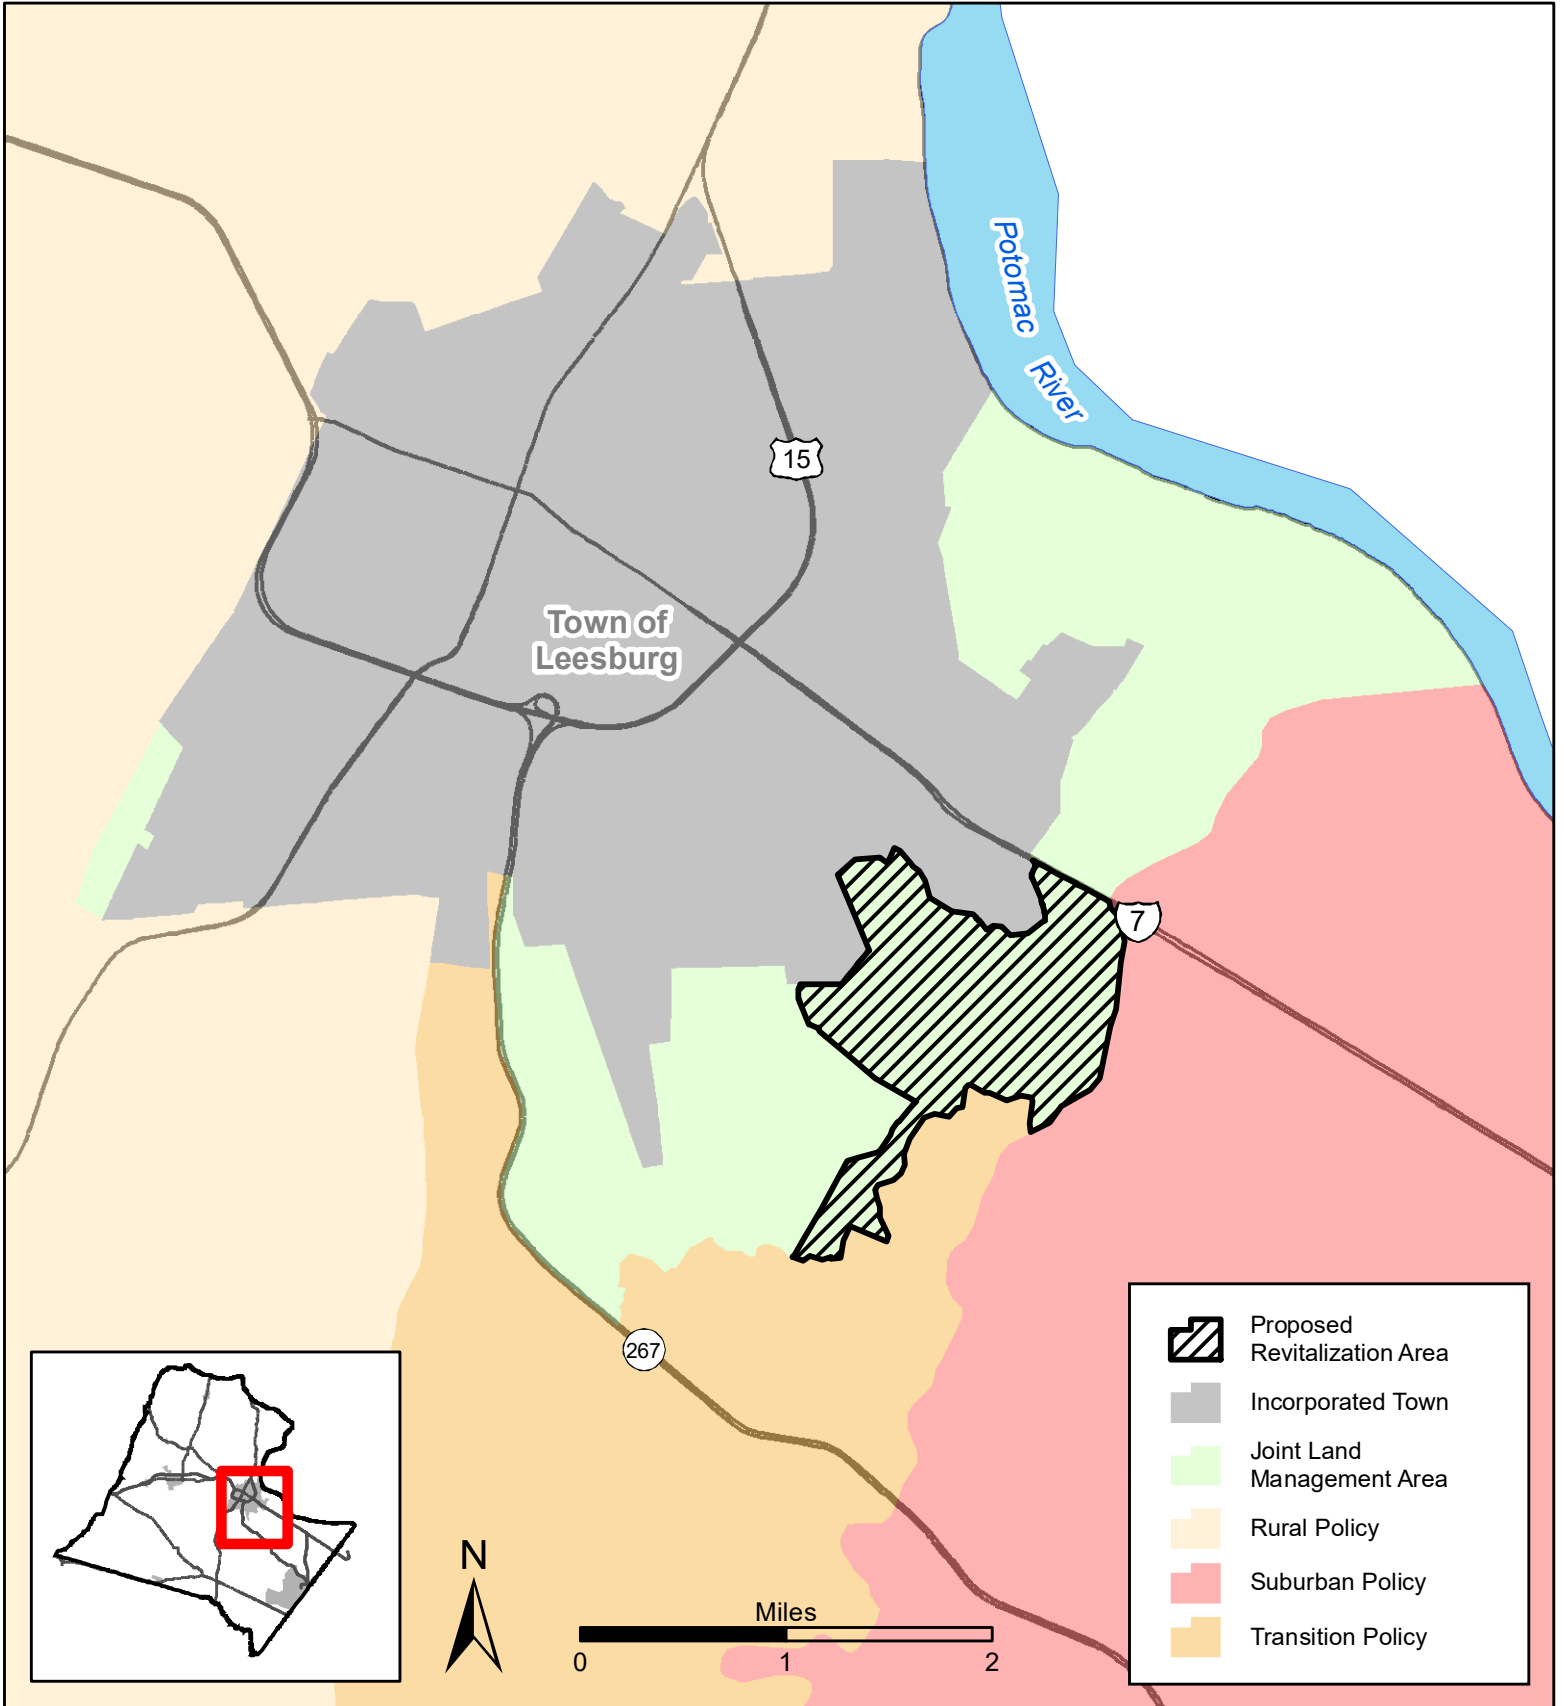 Potomac
River
15
Town of
Leesburg
7
267
Proposed
Revitalization Area
Incorporated Town
Joint Land
Management Area
Rural Policy
Suburban Policy
Transition Policy
N
Miles
0 1 2